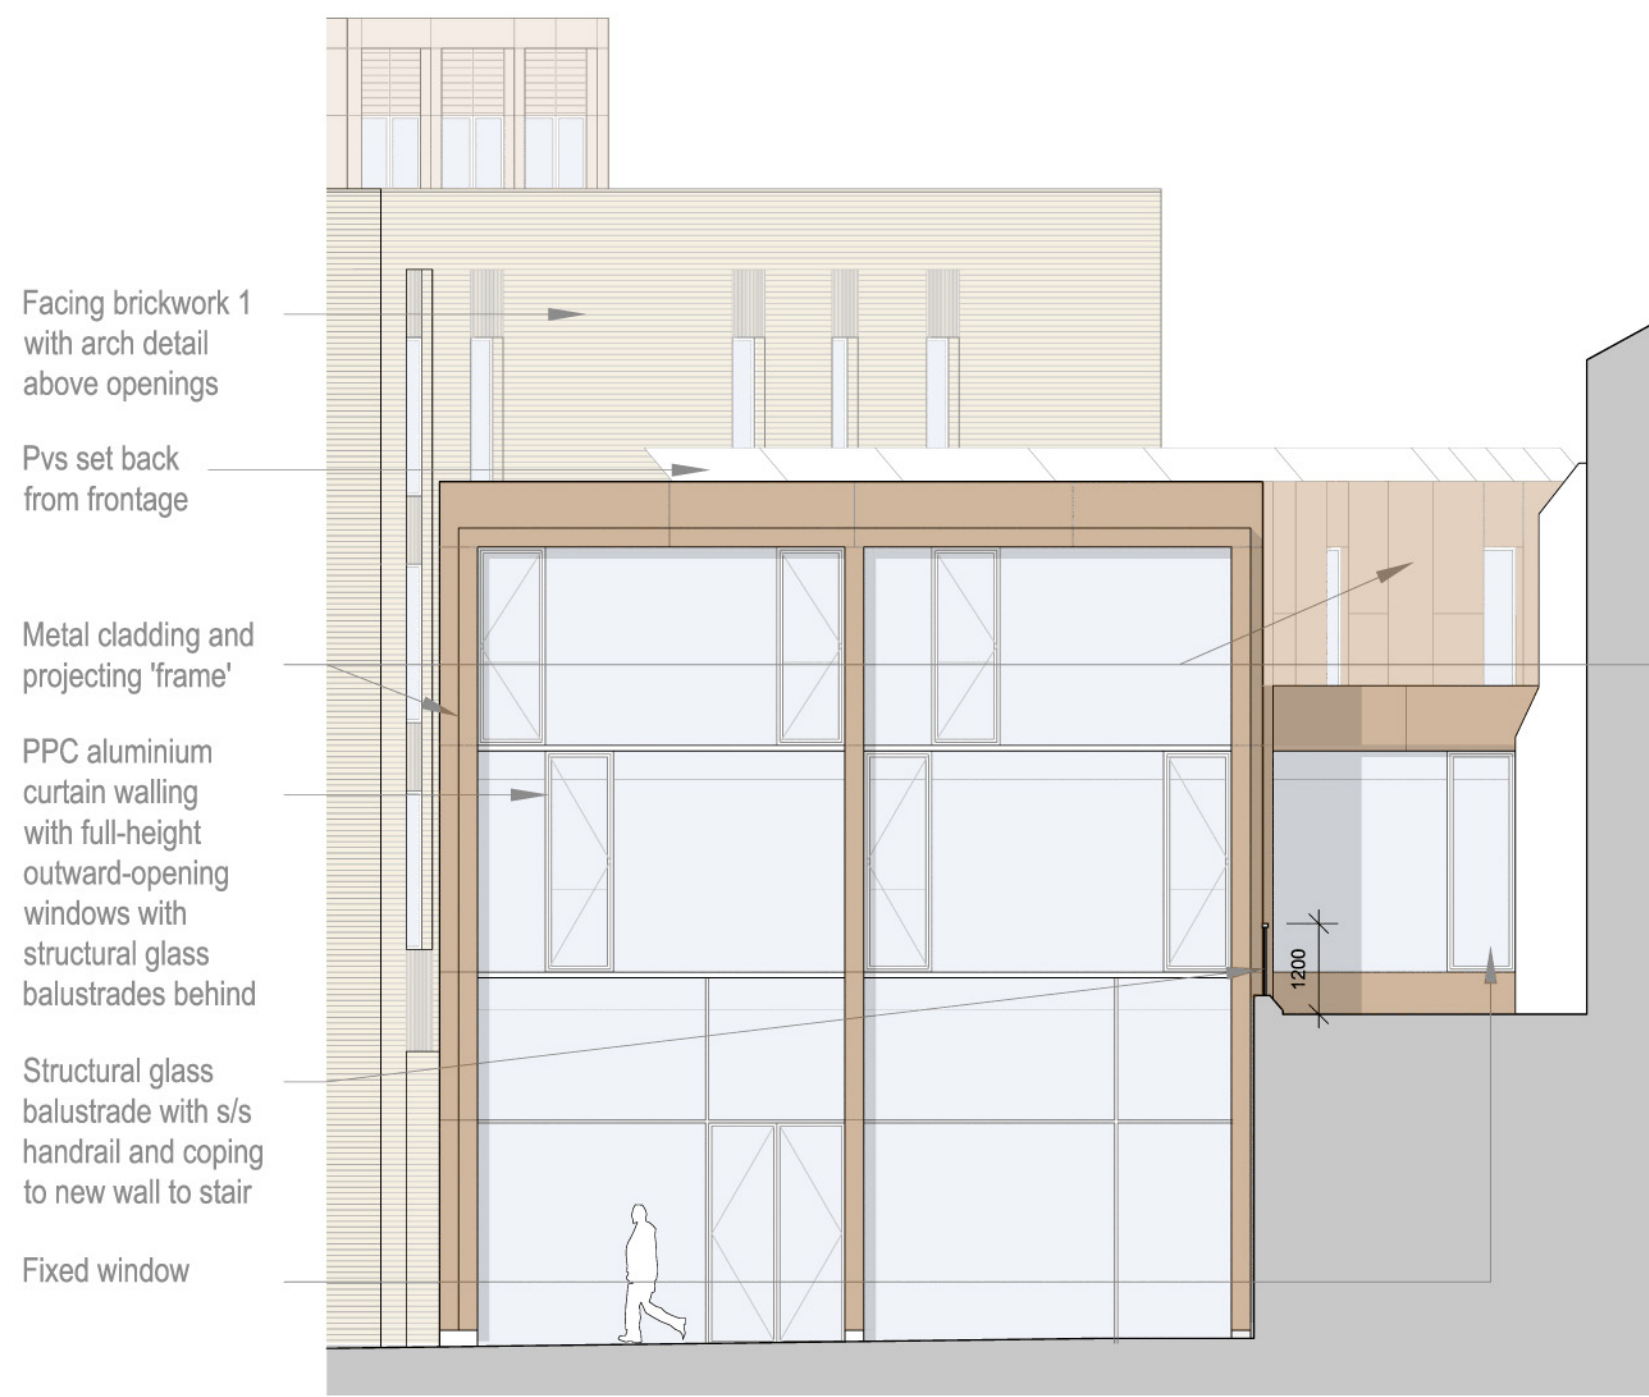 Facing brickwork 1
with arch detail
above openings
Pvs set back
from frontage
Metal cladding and
projecting 'frame'
PPC aluminium
curtain walling
with full-height
outward-opening
windows with
structural glass
balustrades behind
1200
Structural glass
balustrade with s/s
handrail and coping
to new wall to stair
Fixed window